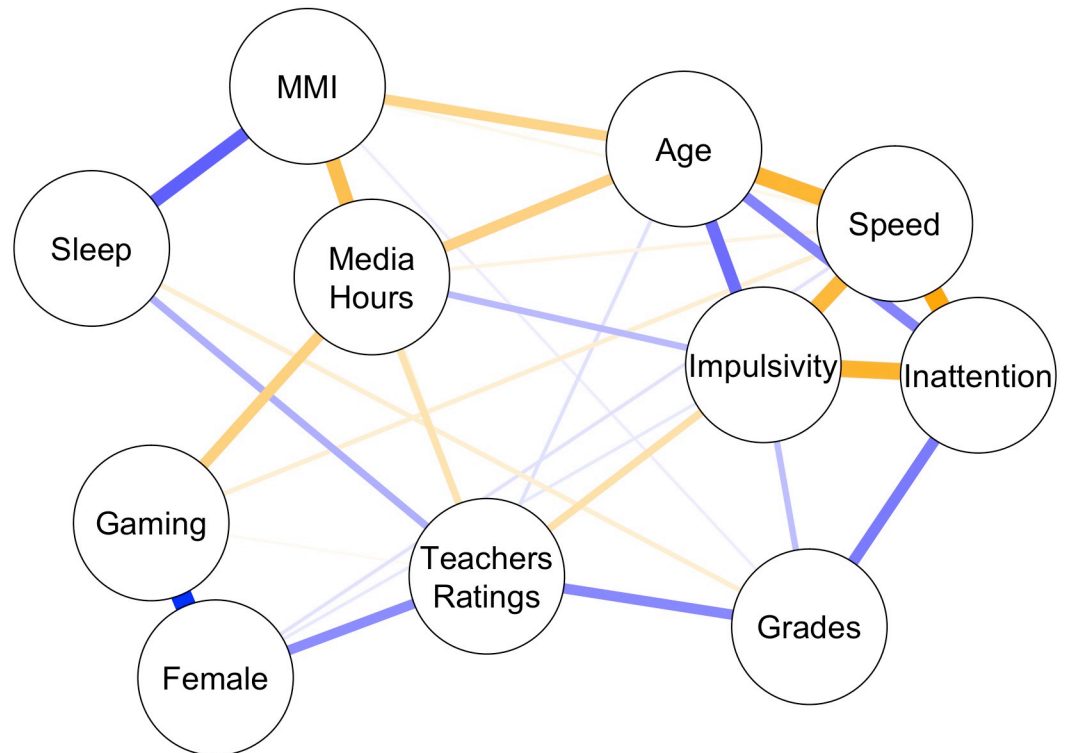 MMI
Age
Speed
Sleep
Media
Hours
Impulsivity
Inattention
Gaming
Teachers
Ratings
Grades
Female